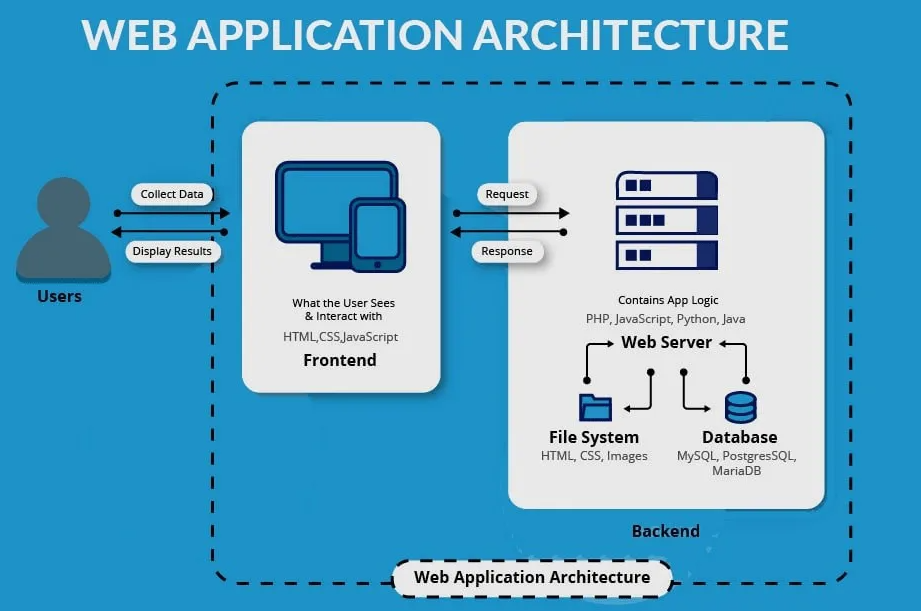 WEB APPLICATION ARCHITECTURE
Collect Data
Display Results
Users
What the User Sees
& Interact with
HTML,CSS,JavaScript
Frontend
Request
Response
Contains App Logic
PHP, JavaScript, Python, Java
Web Server
File System
HTML, CSS, Images
Database
MySQL, PostgresSQL,
MariaDB
Backend
Web Application Architecture